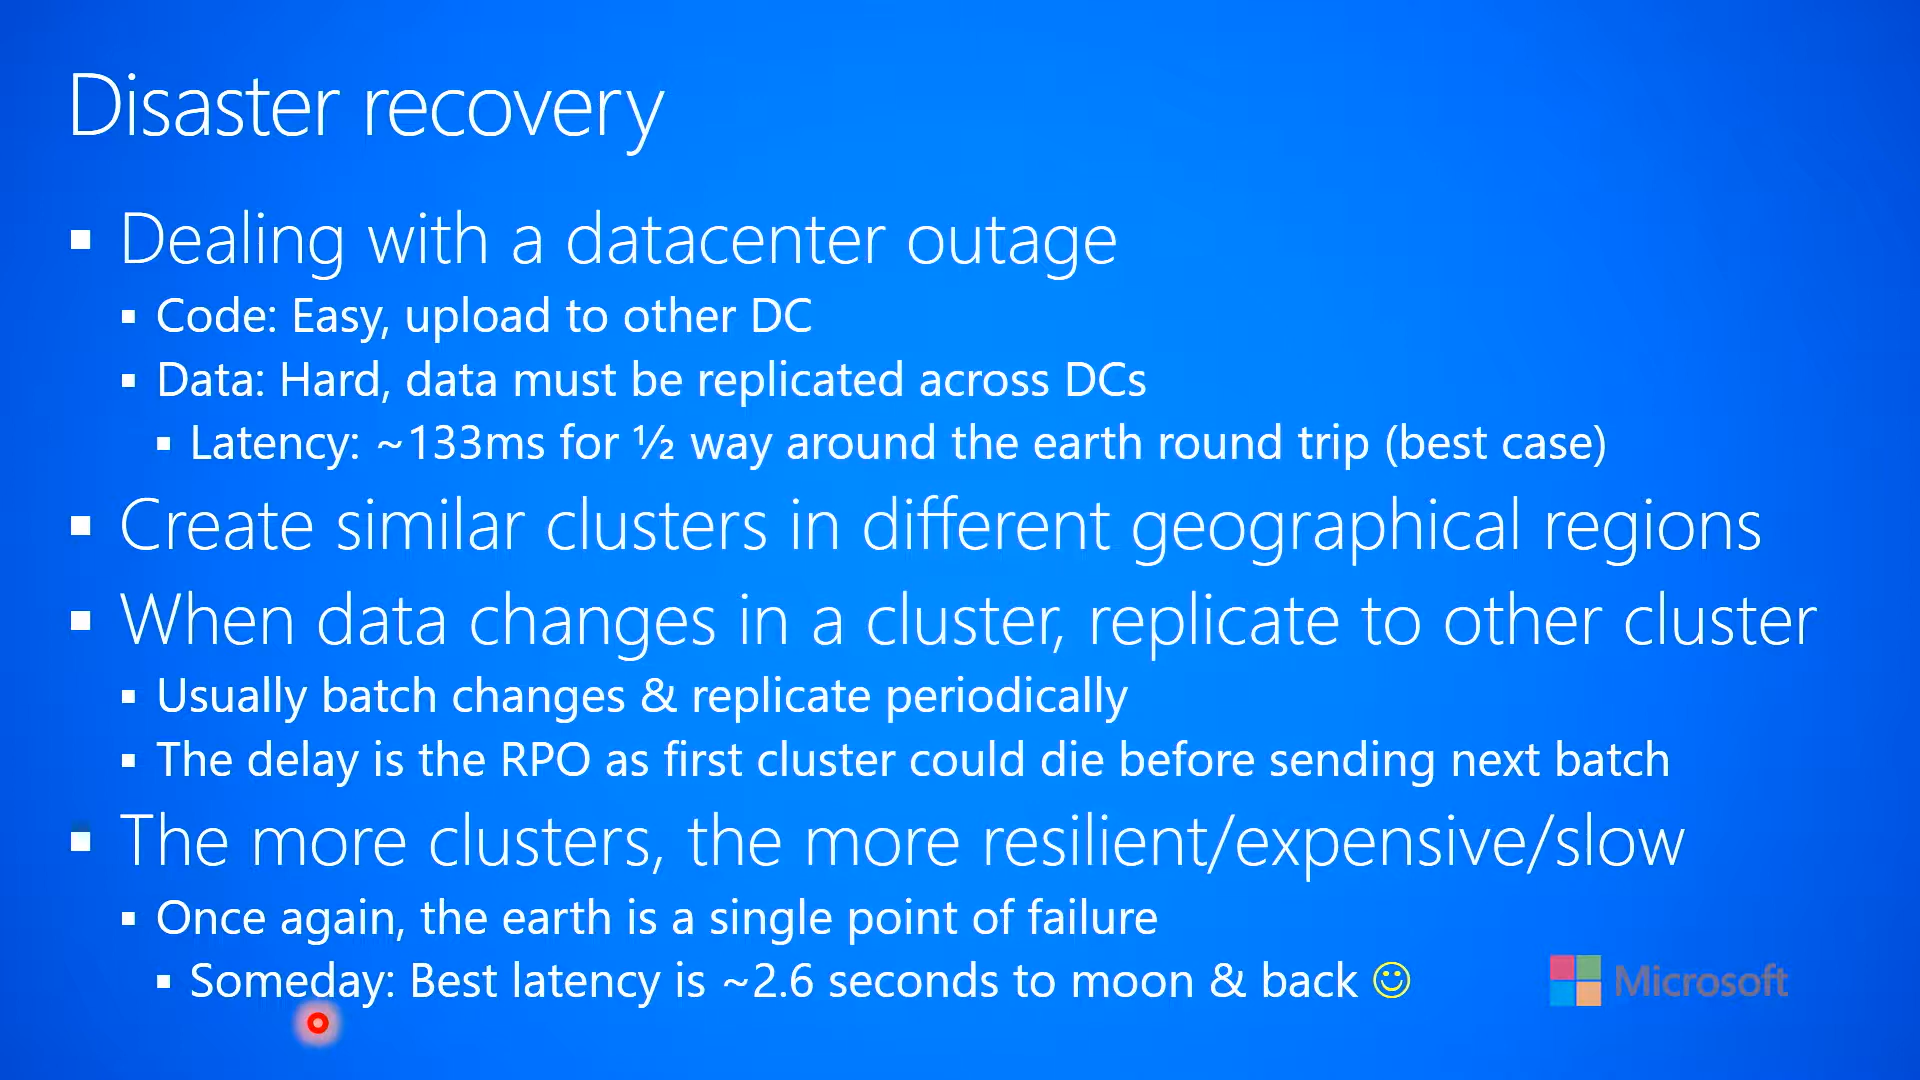 Disaster recovery
Dealing with a datacenter outage
Code: Easy, upload to other DC
Data: Hard, data must be replicated across DCs
Latency: ~133ms for ½ way around the earth round trip (best case)
Create similar clusters in different geographical regions
When data changes in a cluster, replicate to other cluster
Usually batch changes & replicate periodically
The delay is the RPO as first cluster could die before sending next batch
The more clusters, the more resilient/expensive/slow
Once again, the earth is a single point of failure
Someday: Best latency is ~2.6 seconds to moon & back ☺
Microsoft